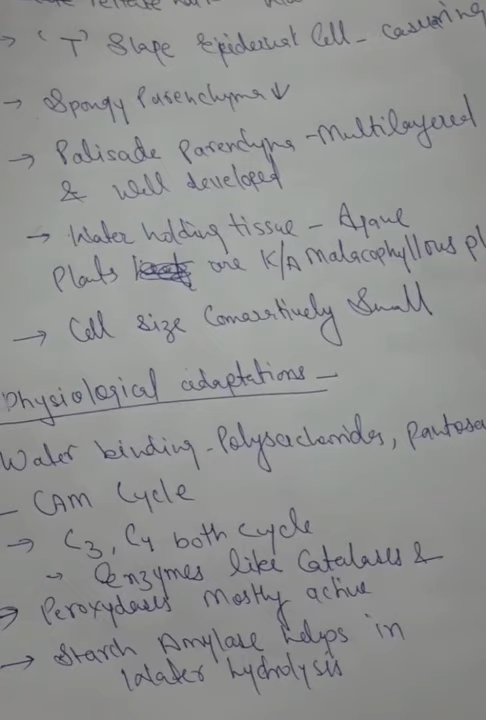 → "T" Slape Epidermal Cell - Casuring
→ Spongy Parenchyma ↓
→ Palisade Parenchyma - Multilayered
& well developed
→ Water holding tissue - Agave
Plants are K/A Malacophyllous pl
→ Cell size Comparitively Small
Physiological adaptations -
Water binding - Polysaccharides, pantosa
- CAM Cycle
→ C3, C4 both cycle
→ Enzymes like Catalases &
→ Peroxydases Mostly active
→ Starch Amylase helps in
Water hydrolysis